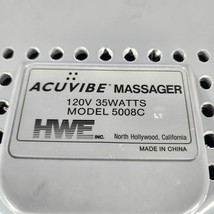 ACUVIBE MASSAGER
120V 35WATTS
MODEL 5008C
HWE INC.
North Hollywood, California
MADE IN CHINA